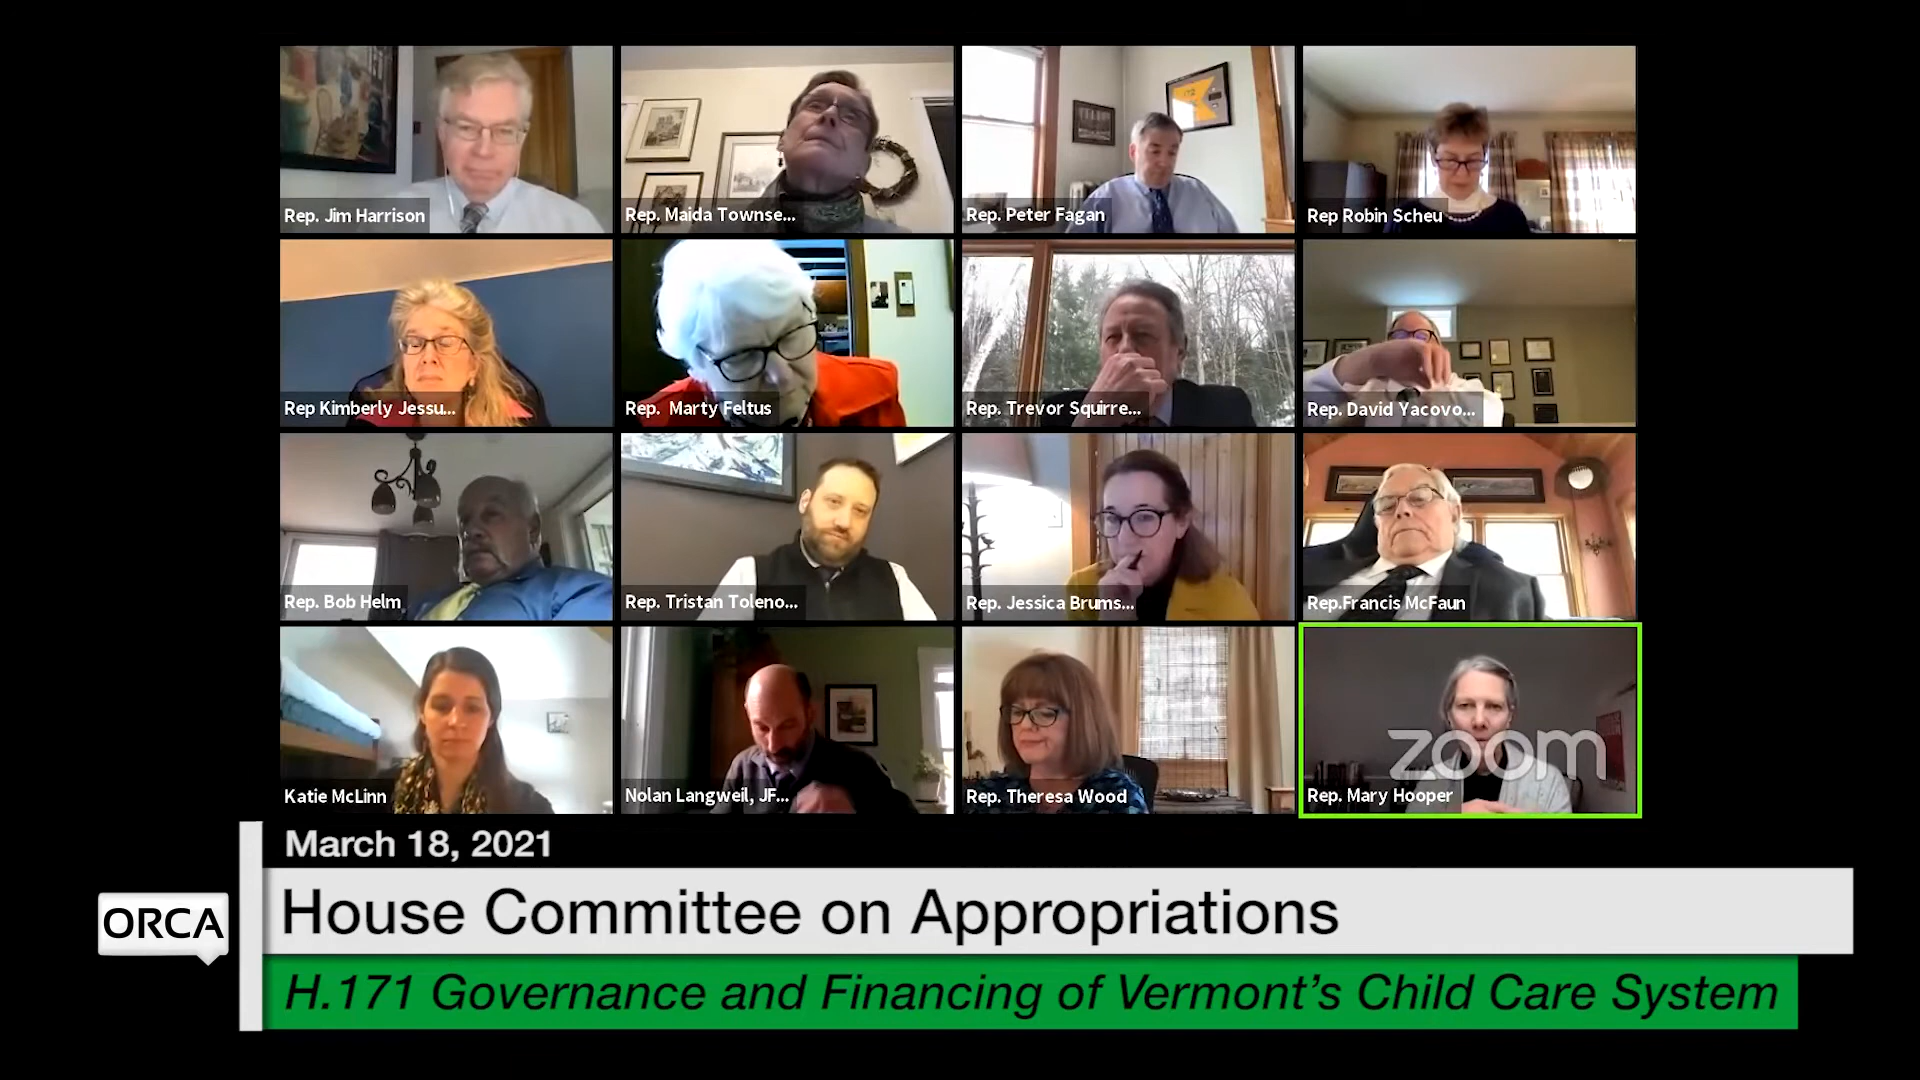 Rep. Jim Harrison
Rep. Maida Townse...
Rep. Peter Fagan
Rep Robin Scheu
Rep Kimberly Jessu...
Rep. Marty Feltus
Rep. Trevor Squirre...
Rep. David Yacovo...
Rep. Bob Helm
Rep. Tristan Toleno...
Rep. Jessica Brums...
Rep.Francis McFaun
Katie McLinn
Nolan Langweil, JF...
Rep. Theresa Wood
zoom
Rep. Mary Hooper
March 18, 2021
ORCA
House Committee on Appropriations
H.171 Governance and Financing of Vermont's Child Care System